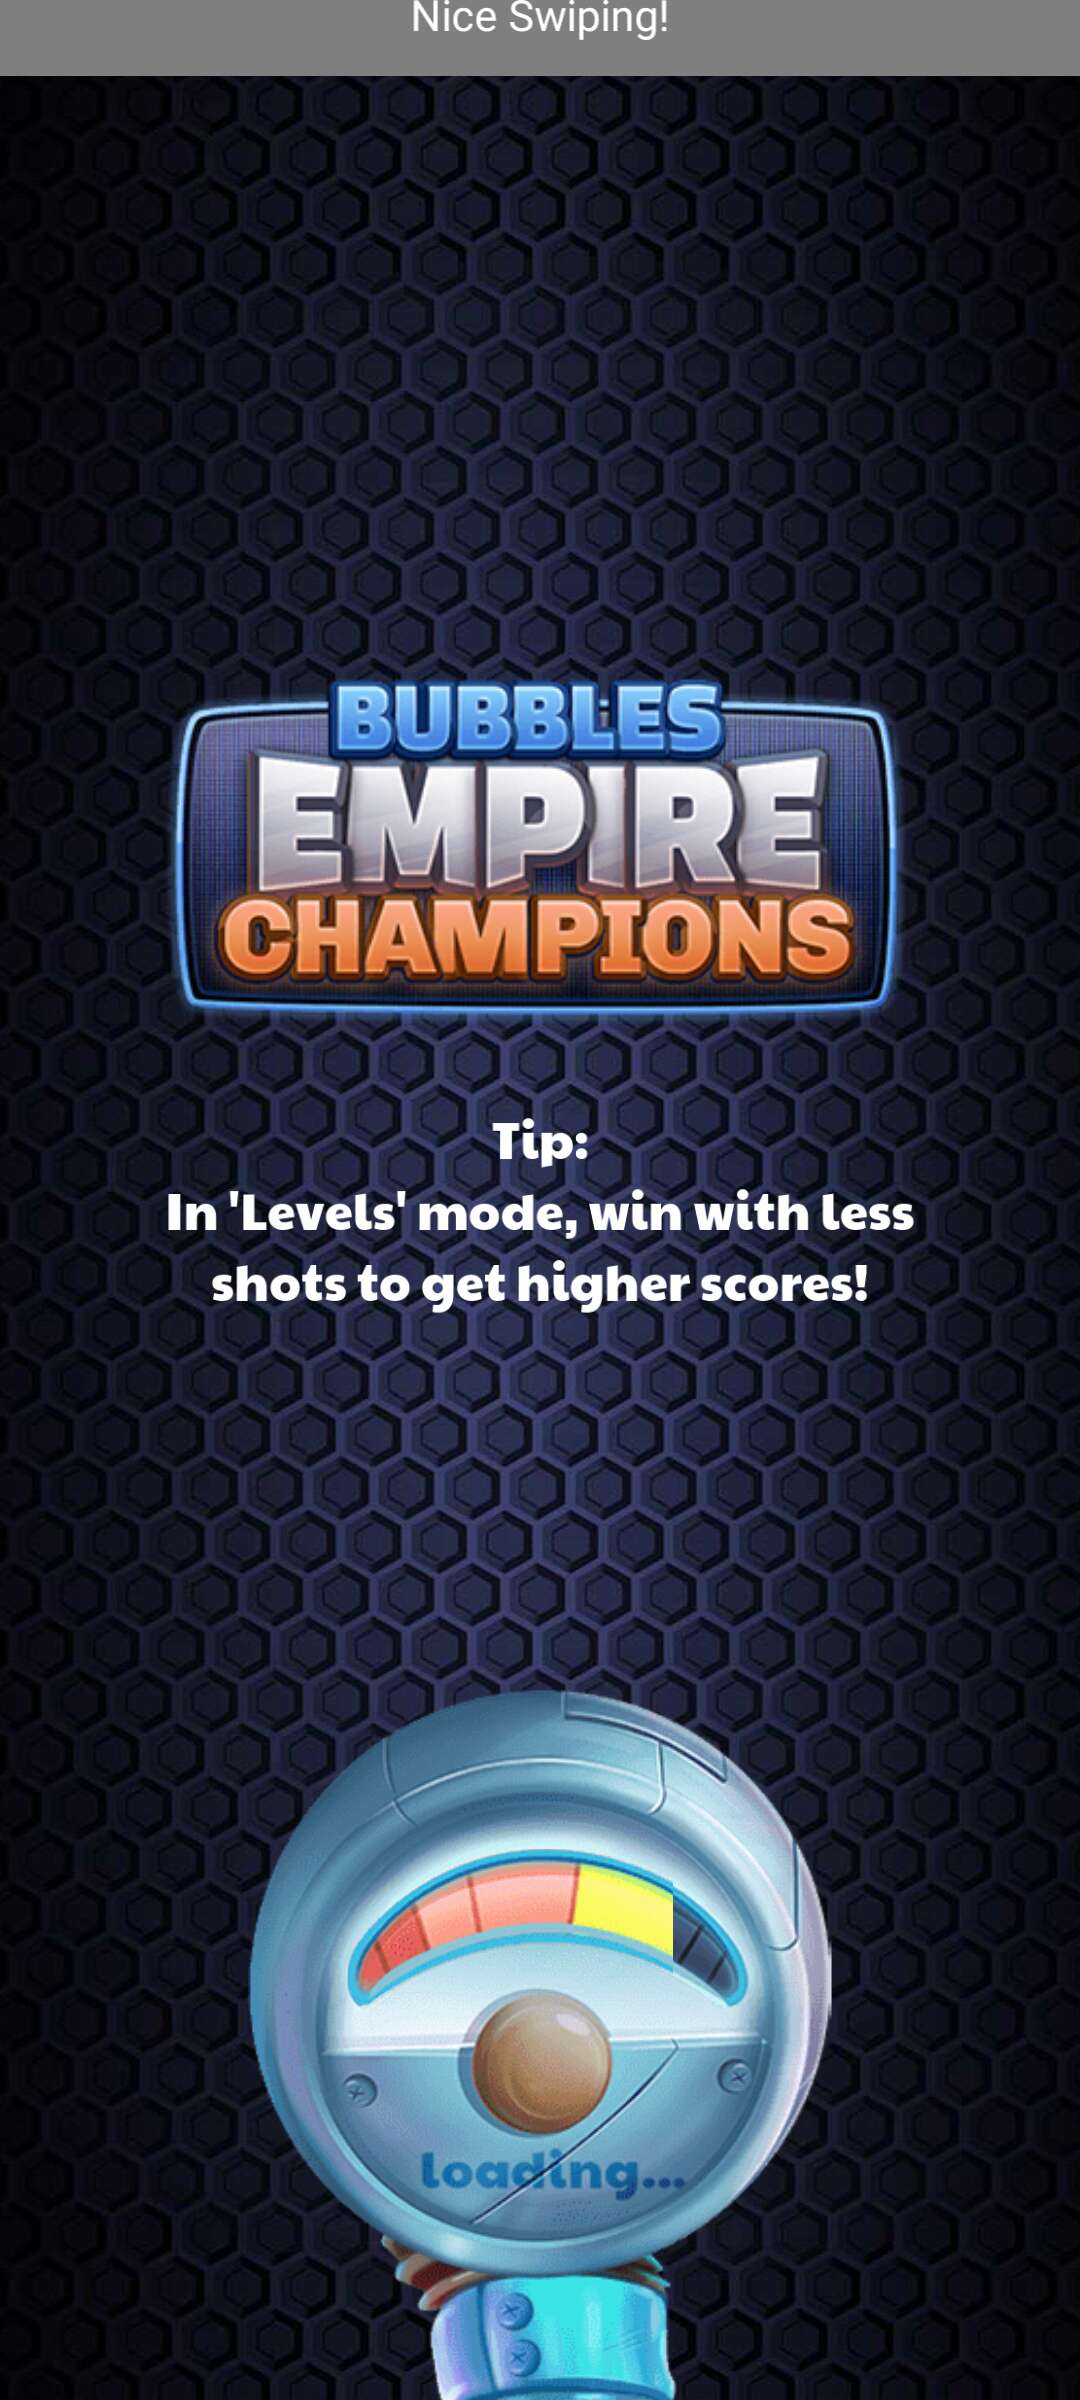 Nice Swiping!
BUBBLES
EMPIRE
CHAMPIONS
Tip:
In 'Levels' mode, win with less
shots to get higher scores!
loading...